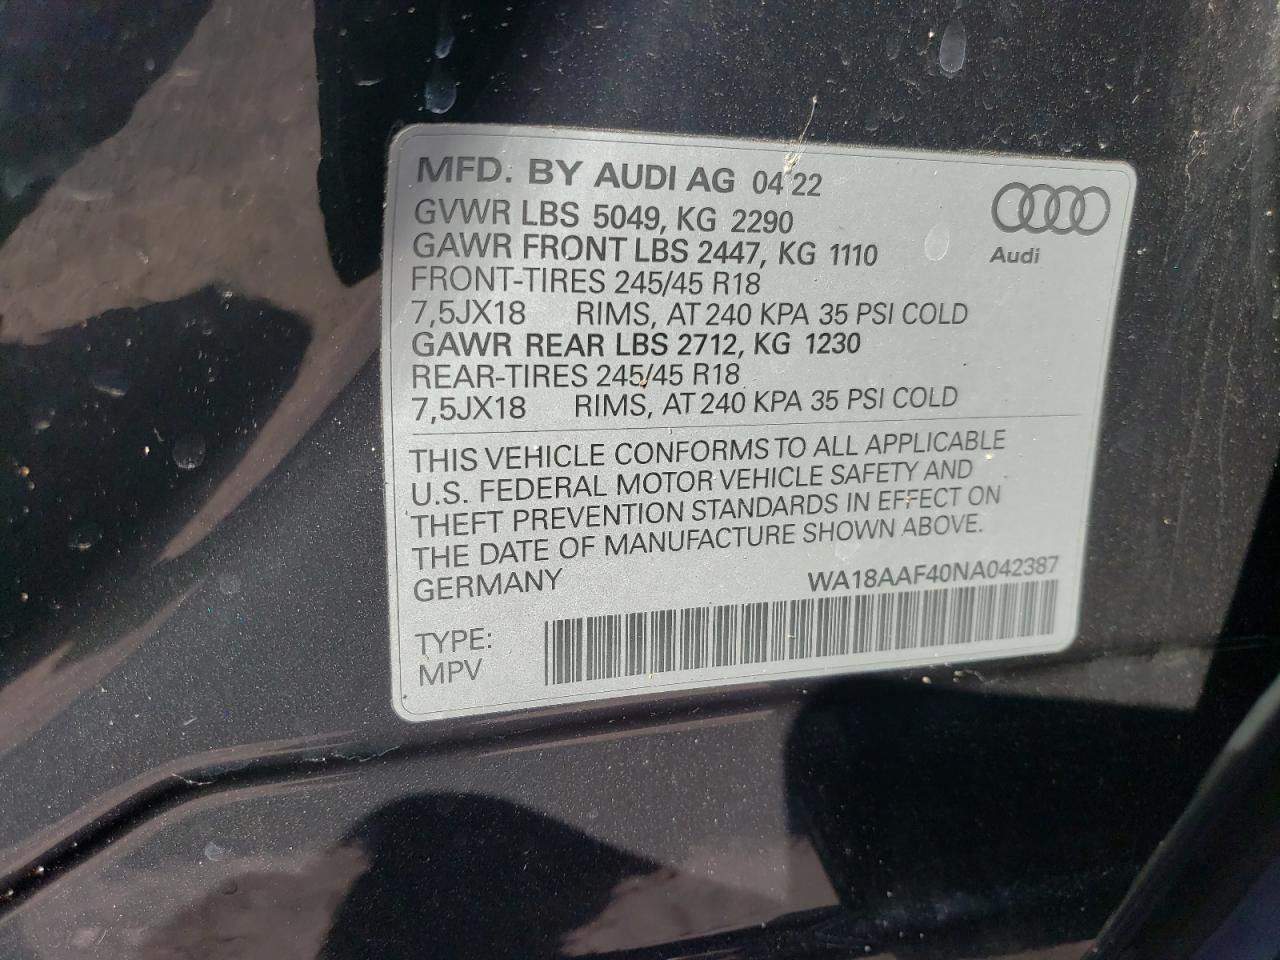 MFD. BY AUDI AG 04 22
GVWR LBS 5049, KG 2290
GAWR FRONT LBS 2447, KG 1110
FRONT-TIRES 245/45 R18
7,5JX18 RIMS, AT 240 KPA 35 PSI COLD
GAWR REAR LBS 2712, KG 1230
REAR-TIRES 245/45 R18
7,5JX18 RIMS, AT 240 KPA 35 PSI COLD
Audi
THIS VEHICLE CONFORMS TO ALL APPLICABLE
U.S. FEDERAL MOTOR VEHICLE SAFETY AND
THEFT PREVENTION STANDARDS IN EFFECT ON
THE DATE OF MANUFACTURE SHOWN ABOVE.
GERMANY WA18AAF40NA042387
TYPE:
MPV